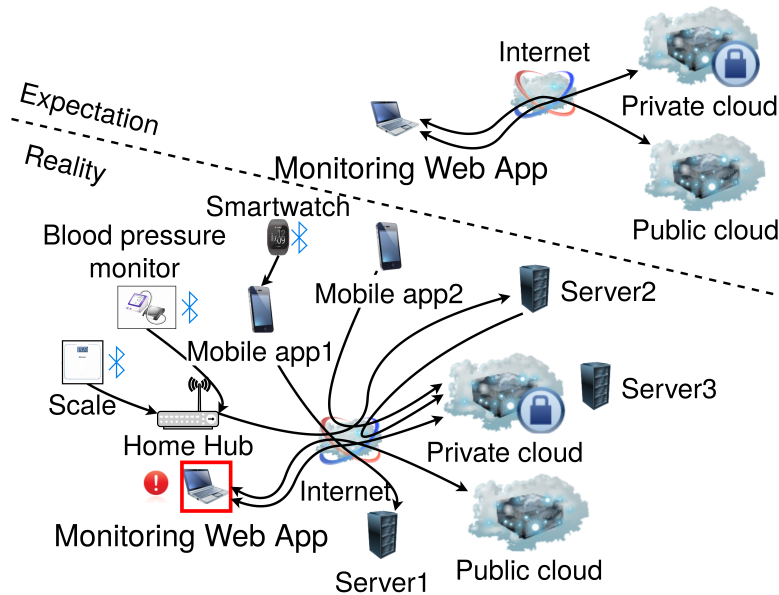 Internet
Expectation
Private cloud
Reality
Monitoring Web App
Public cloud
Smartwatch
Blood pressure
monitor
Mobile app2
Server2
Mobile app1
Scale
Server3
Home Hub
Private cloud
Internet
Monitoring Web App
Public cloud
Server1